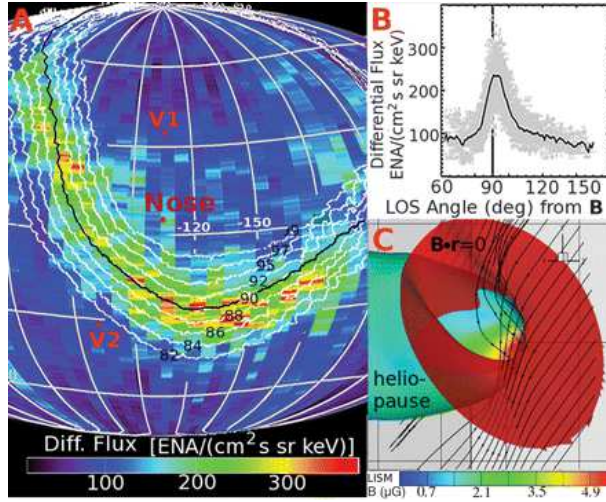 A
V1
Nose
-120
-150
79
97
95
92
90
88
86
84
82
V2
Diff. Flux [ENA/(cm² s sr keV)]
100 200 300
B
Differential Flux
ENA/(cm² s sr keV)
300
200
100
60 90 120 150
LOS Angle (deg) from B
C
B•r=0
helio-
pause
LISM
B (μG)
0.7 2.1 3.5 4.9